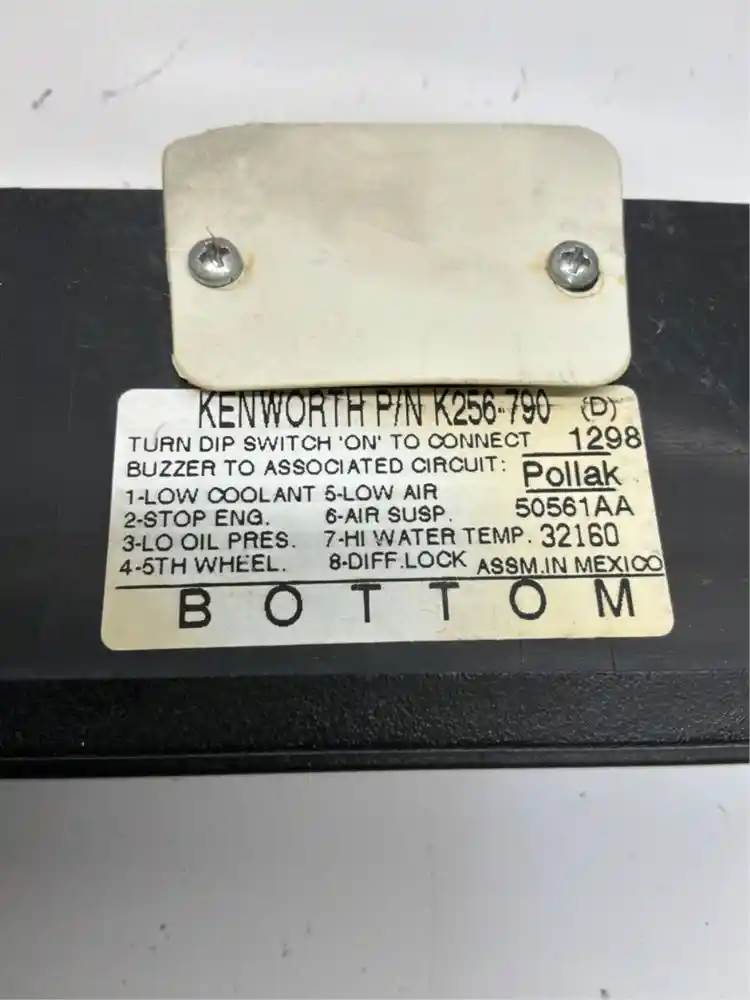 KENWORTH P/N K256-790 (D)
TURN DIP SWITCH 'ON' TO CONNECT 1298
BUZZER TO ASSOCIATED CIRCUIT: Pollak
1-LOW COOLANT 5-LOW AIR 50561AA
2-STOP ENG. 6-AIR SUSP.
3-LO OIL PRES. 7-HI WATER TEMP. 32160
4-5TH WHEEL. 8-DIFF.LOCK ASSM.IN MEXICO
BOTTOM